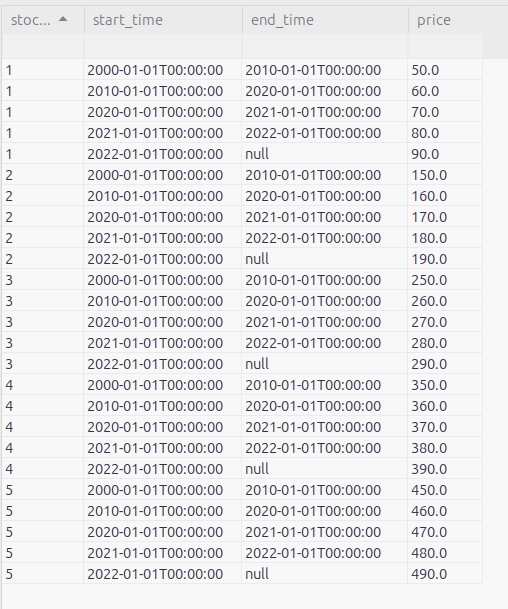 stoc... start_time end_time price
1 2000-01-01T00:00:00 2010-01-01T00:00:00 50.0
1 2010-01-01T00:00:00 2020-01-01T00:00:00 60.0
1 2020-01-01T00:00:00 2021-01-01T00:00:00 70.0
1 2021-01-01T00:00:00 2022-01-01T00:00:00 80.0
1 2022-01-01T00:00:00 null 90.0
2 2000-01-01T00:00:00 2010-01-01T00:00:00 150.0
2 2010-01-01T00:00:00 2020-01-01T00:00:00 160.0
2 2020-01-01T00:00:00 2021-01-01T00:00:00 170.0
2 2021-01-01T00:00:00 2022-01-01T00:00:00 180.0
2 2022-01-01T00:00:00 null 190.0
3 2000-01-01T00:00:00 2010-01-01T00:00:00 250.0
3 2010-01-01T00:00:00 2020-01-01T00:00:00 260.0
3 2020-01-01T00:00:00 2021-01-01T00:00:00 270.0
3 2021-01-01T00:00:00 2022-01-01T00:00:00 280.0
3 2022-01-01T00:00:00 null 290.0
4 2000-01-01T00:00:00 2010-01-01T00:00:00 350.0
4 2010-01-01T00:00:00 2020-01-01T00:00:00 360.0
4 2020-01-01T00:00:00 2021-01-01T00:00:00 370.0
4 2021-01-01T00:00:00 2022-01-01T00:00:00 380.0
4 2022-01-01T00:00:00 null 390.0
5 2000-01-01T00:00:00 2010-01-01T00:00:00 450.0
5 2010-01-01T00:00:00 2020-01-01T00:00:00 460.0
5 2020-01-01T00:00:00 2021-01-01T00:00:00 470.0
5 2021-01-01T00:00:00 2022-01-01T00:00:00 480.0
5 2022-01-01T00:00:00 null 490.0